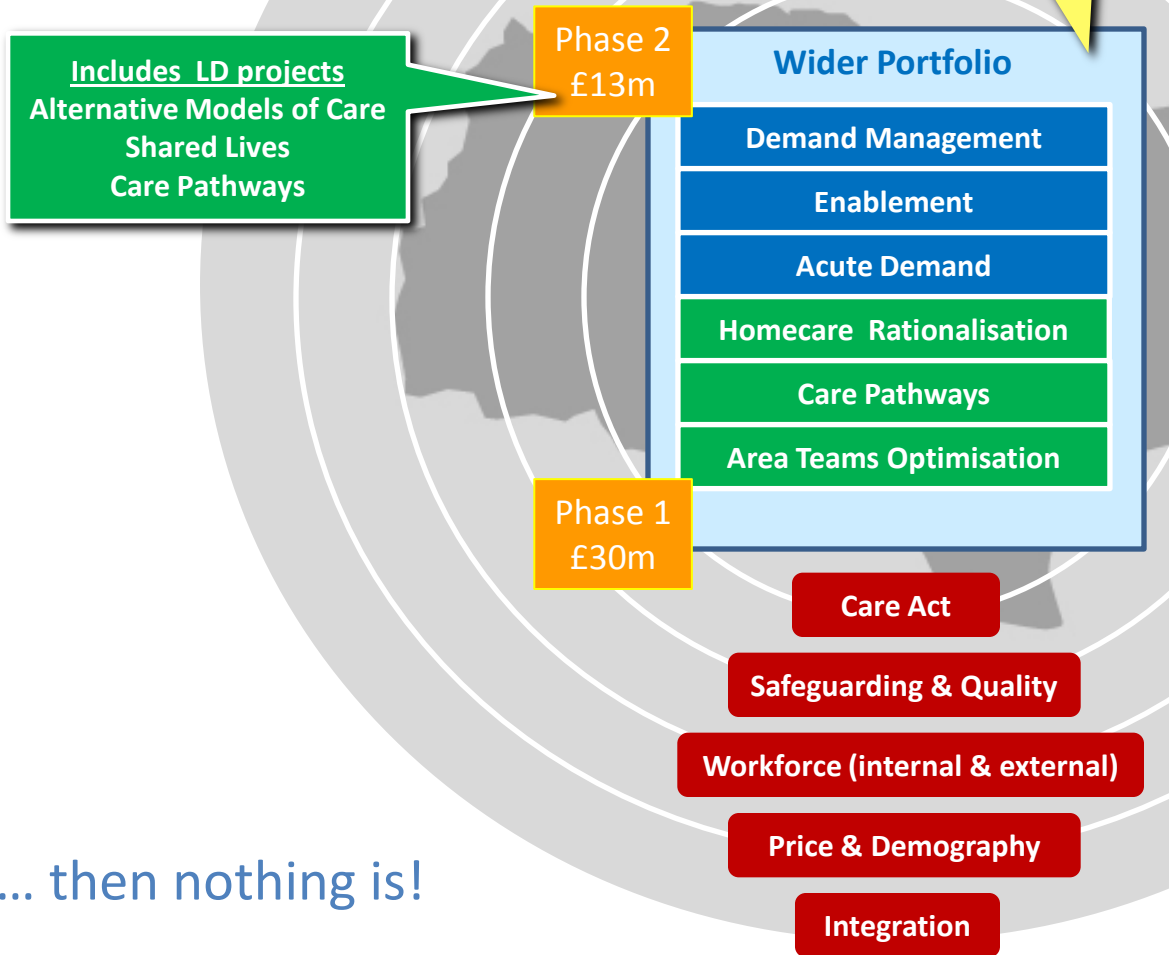 Includes LD projects
Alternative Models of Care
Shared Lives
Care Pathways
Phase 2
£13m
Wider Portfolio
Demand Management
Enablement
Acute Demand
Homecare Rationalisation
Care Pathways
Area Teams Optimisation
Phase 1
£30m
Care Act
Safeguarding & Quality
Workforce (internal & external)
Price & Demography
Integration
... then nothing is!